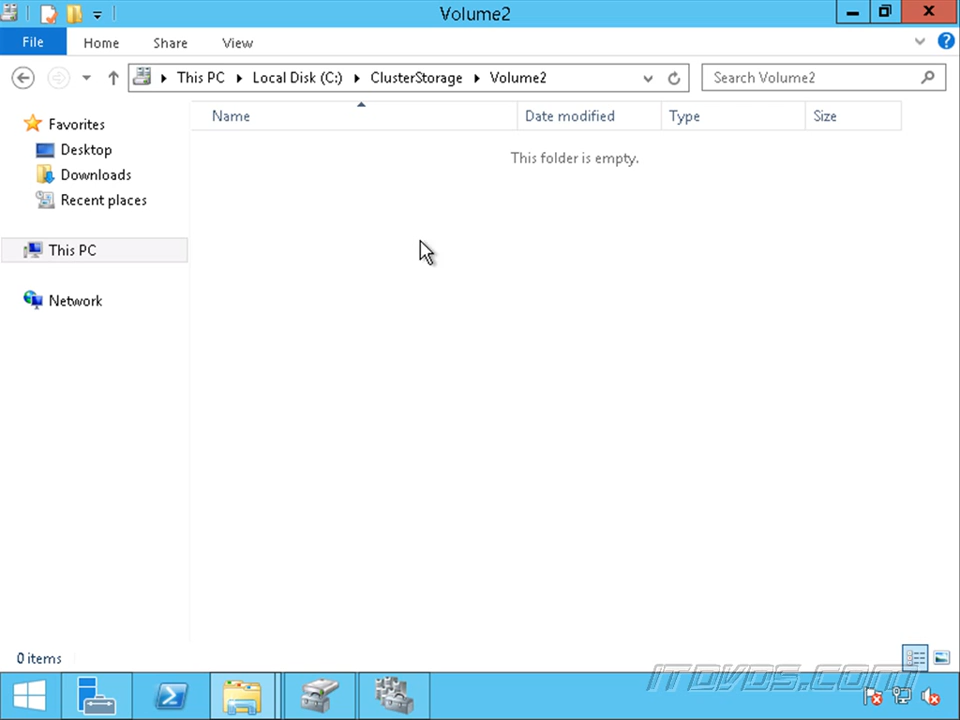 Volume2
File Home Share View
This PC Local Disk (C:) ClusterStorage Volume2 Search Volume2
Name Date modified Type Size
This folder is empty.
Favorites
Desktop
Downloads
Recent places
This PC
Network
0 items
ITDVDS.com